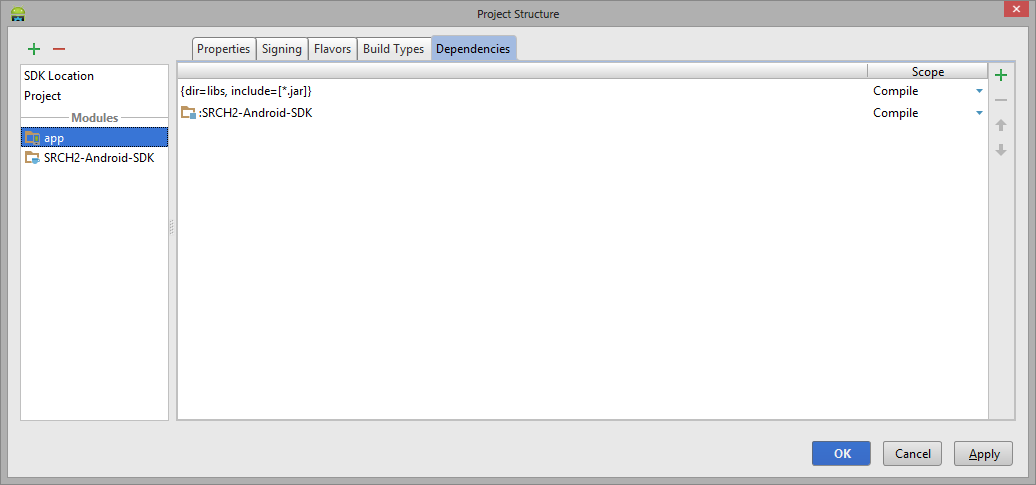 Project Structure
Properties Signing Flavors Build Types Dependencies
SDK Location
Project
Modules
app
SRCH2-Android-SDK
Scope
{dir=libs, include=[*.jar]} Compile
:SRCH2-Android-SDK Compile
OK Cancel Apply